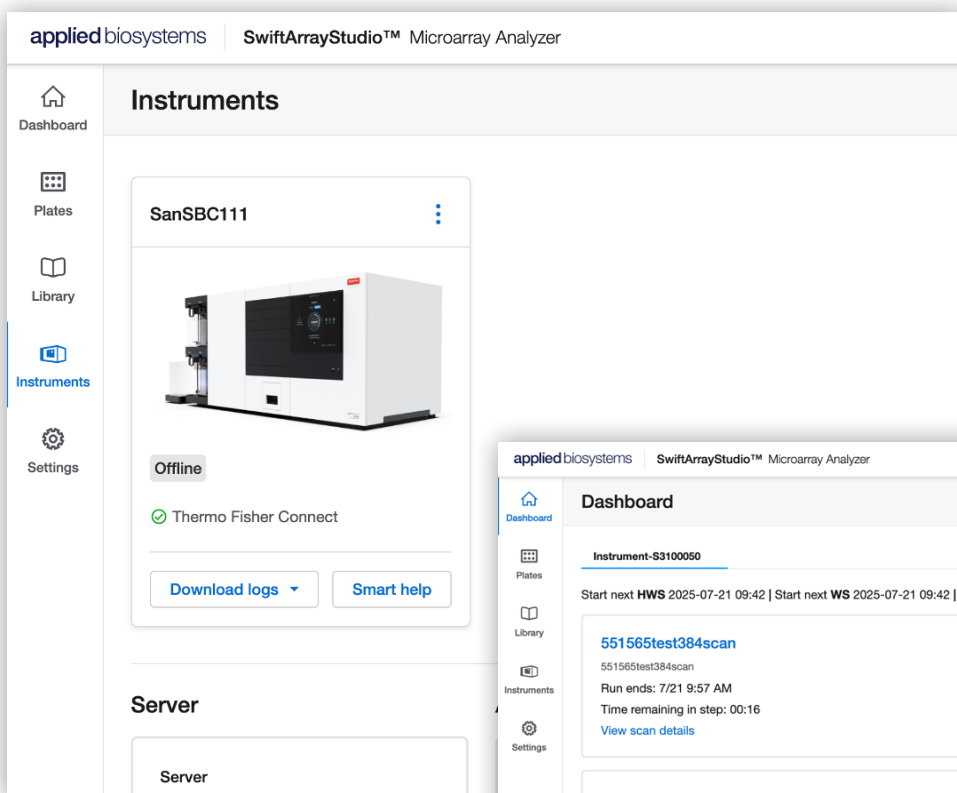 applied biosystems SwiftArrayStudio™ Microarray Analyzer
Dashboard
Plates
Library
Instruments
Settings
Instruments
SanSBC111
Offline
Thermo Fisher Connect
Download logs
Smart help
Server
Server
applied biosystems SwiftArrayStudio™ Microarray Analyzer
Dashboard
Plates
Library
Instruments
Settings
Dashboard
Instrument-S3100050
Start next HWS 2025-07-21 09:42 | Start next WS 2025-07-21 09:42 |
551565test384scan
551565test384scan
Run ends: 7/21 9:57 AM
Time remaining in step: 00:16
View scan details